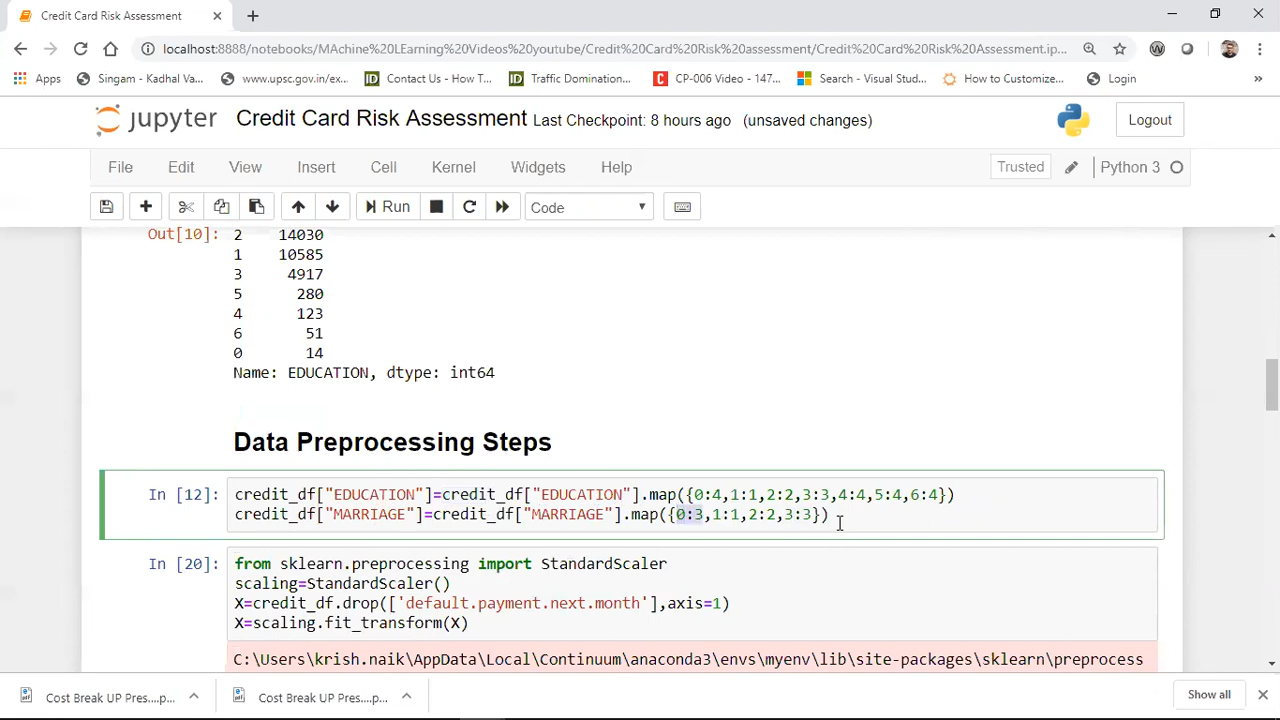 Credit Card Risk Assessment
localhost:8888/notebooks/MAchine%20LEarning%20Videos%20youtube/Credit%20Card%20Risk%20assessment/Credit%20Card%20Risk%20Assessment.ip...
Apps Singam - Kadhal Va... www.upsc.gov.in/ex... ID Contact Us - How T... ID Traffic Domination... C CP-006 Video - 147... Search - Visual Stud... How to Customize... Login »
jupyter Credit Card Risk Assessment Last Checkpoint: 8 hours ago (unsaved changes) Logout
File Edit View Insert Cell Kernel Widgets Help Trusted Python 3
Run Code
Out[10]: 2 14030
1 10585
3 4917
5 280
4 123
6 51
0 14
Name: EDUCATION, dtype: int64
Data Preprocessing Steps
In [12]: credit_df["EDUCATION"]=credit_df["EDUCATION"].map({0:4,1:1,2:2,3:3,4:4,5:4,6:4})
credit_df["MARRIAGE"]=credit_df["MARRIAGE"].map({0:3,1:1,2:2,3:3})
In [20]: from sklearn.preprocessing import StandardScaler
scaling=StandardScaler()
X=credit_df.drop(['default.payment.next.month'],axis=1)
X=scaling.fit_transform(X)
C:\Users\krish.naik\AppData\Local\Continuum\anaconda3\envs\myenv\lib\site-packages\sklearn\preprocess
Cost Break UP Pres....p... Cost Break UP Pres....p... Show all